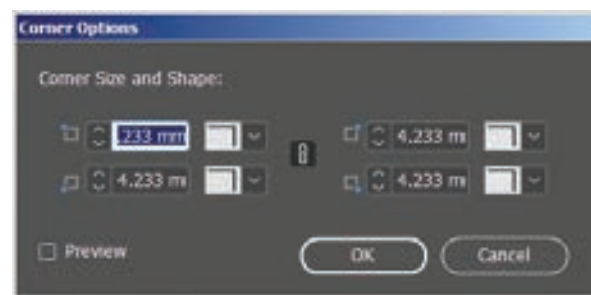 Corner Options
Corner Size and Shape:
.233 mm 4.233 m
4.233 m 4.233 m
Preview OK Cancel